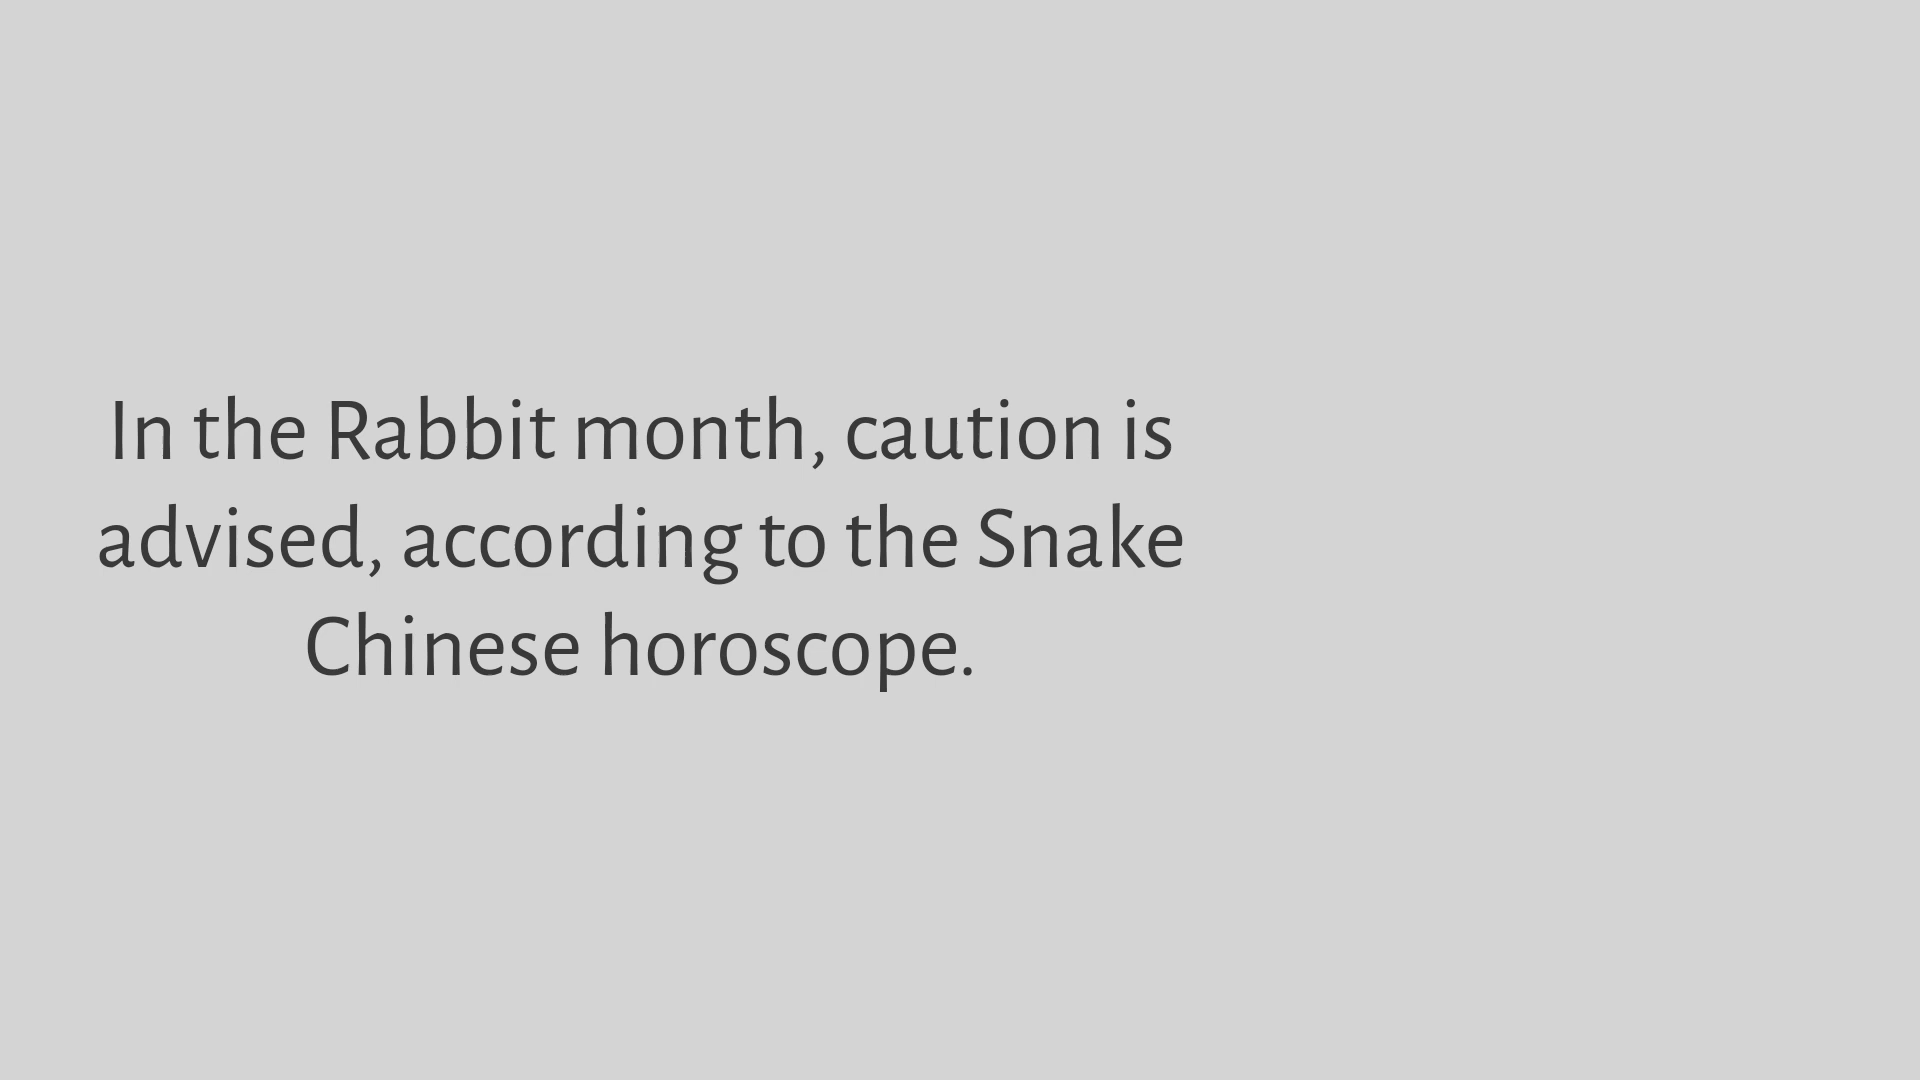 In the Rabbit month, caution is
advised, according to the Snake
Chinese horoscope.